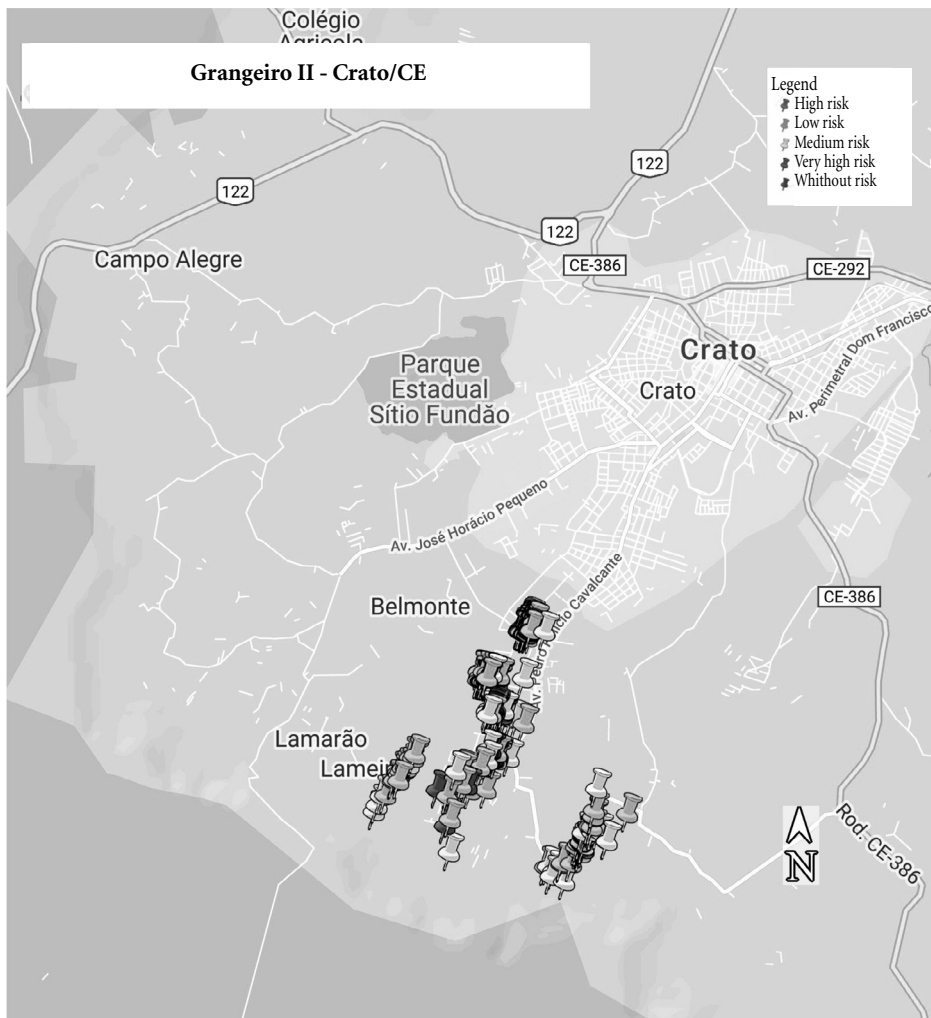 Colégio
Agricola
Grangeiro II - Crato/CE
Legend
High risk
Low risk
Medium risk
Very high risk
Whithout risk
122
122
122
CE-386
CE-292
Campo Alegre
Crato
Crato
Parque
Estadual
Sítio Fundão
Av. Perimetral Dom Francisco
Av. José Horácio Pequeno
Belmonte
Av. Pedro
Cavalcante
CE-386
Lamarão
Rod. CE-386
N